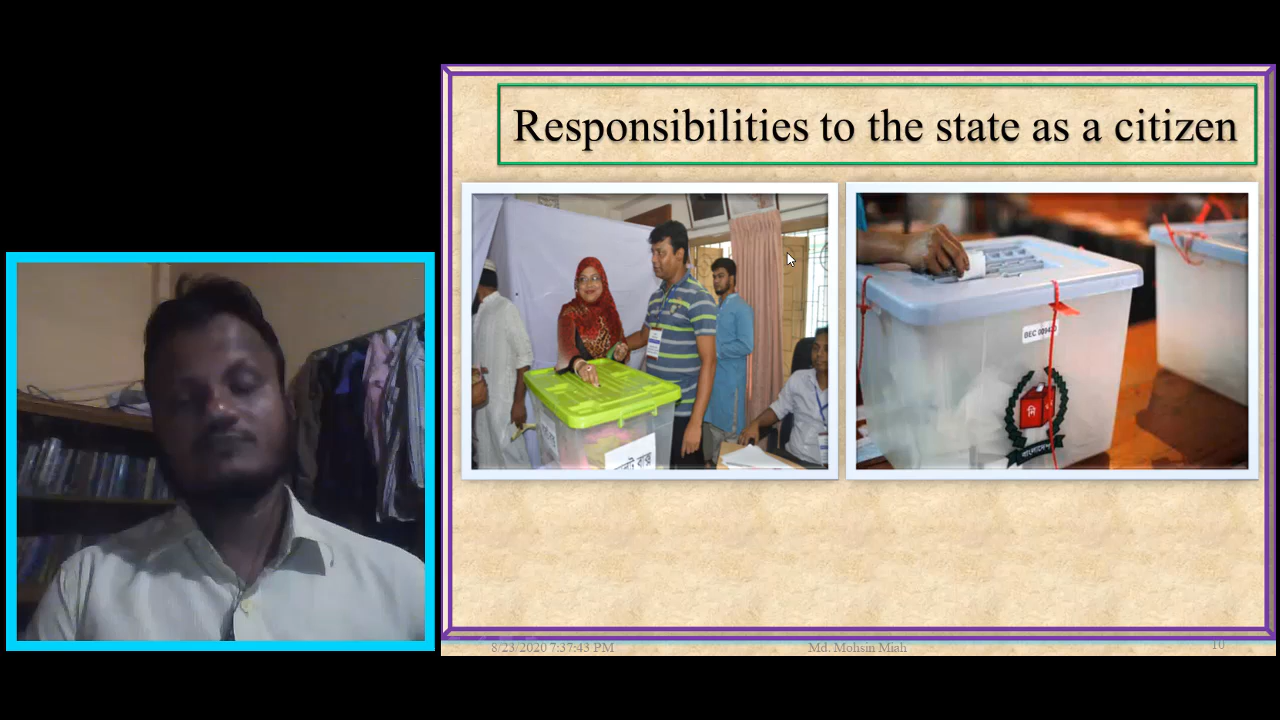 Responsibilities to the state as a citizen
BEC
নি
বাংলাদেশ
8/23/2020 7:37:43 PM
Md. Mohsin Miah
10